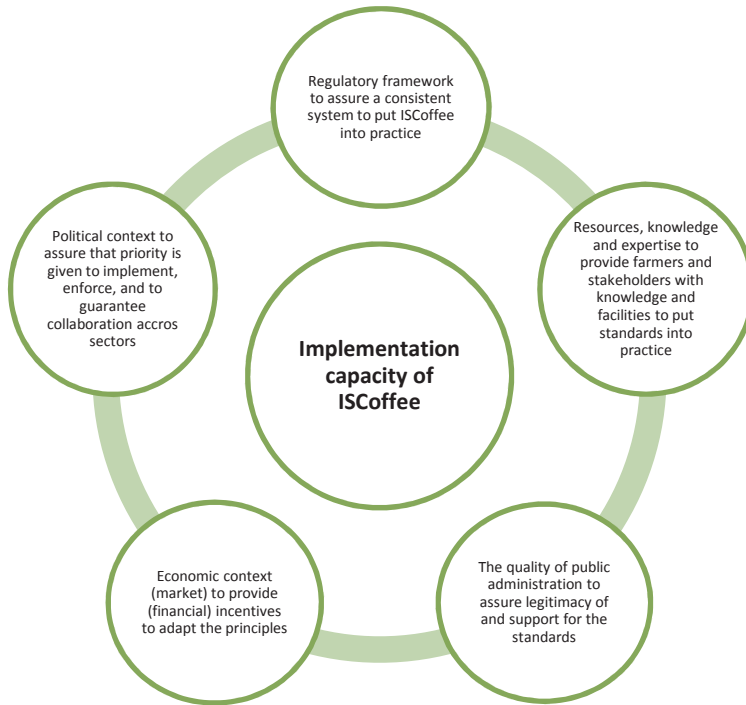 Regulatory framework
to assure a consistent
system to put ISCoffee
into practice
Resources, knowledge
and expertise to
provide farmers and
stakeholders with
knowledge and
facilities to put
standards into
practice
The quality of public
administration to
assure legitimacy of
and support for the
standards
Economic context
(market) to provide
(financial) incentives
to adapt the principles
Political context to
assure that priority is
given to implement,
enforce, and to
guarantee
collaboration accros
sectors
Implementation
capacity of
ISCoffee